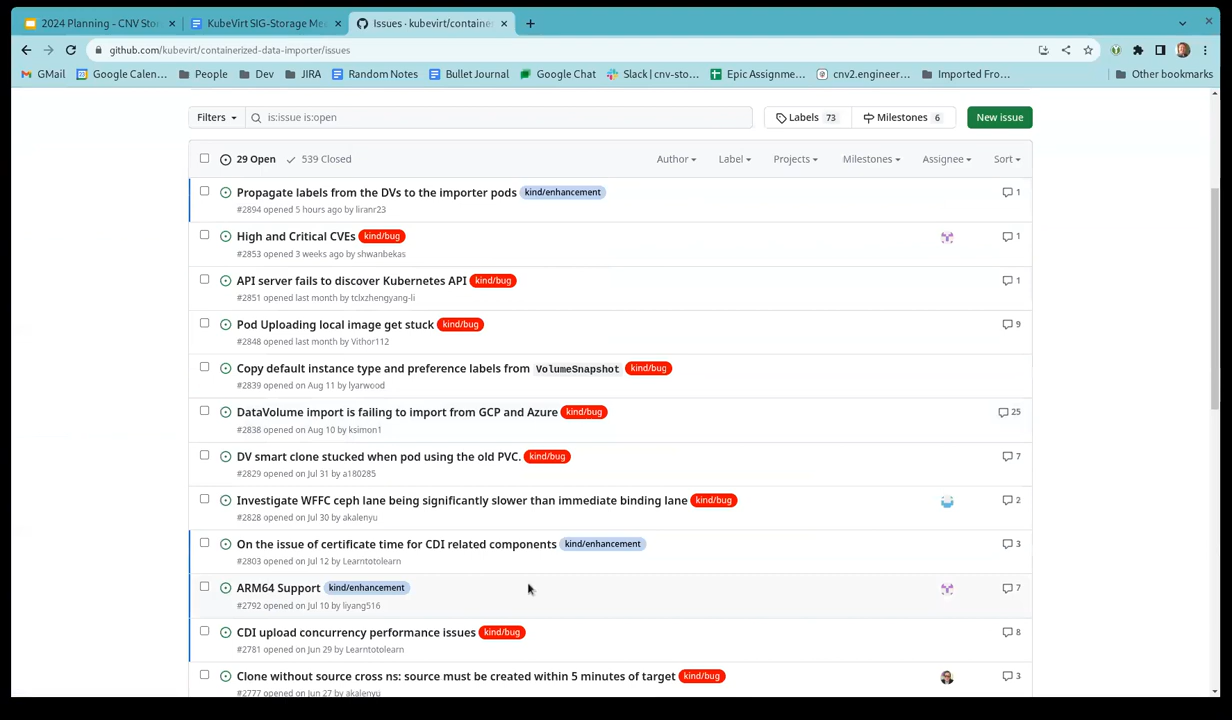 2024 Planning - CNV Sto
KubeVirt SIG-Storage Me
Issues · kubevirt/containe
github.com/kubevirt/containerized-data-importer/issues
GMail
Google Calen...
People
Dev
JIRA
Random Notes
Bullet Journal
Google Chat
Slack | cnv-sto...
Epic Assignme...
cnv2.engineer...
Imported Fro...
Other bookmarks
Filters
is:issue is:open
Labels 73
Milestones 6
New issue
29 Open
539 Closed
Author
Label
Projects
Milestones
Assignee
Sort
Propagate labels from the DVs to the importer pods kind/enhancement 1
#2894 opened 5 hours ago by liranr23
High and Critical CVEs kind/bug 1
#2853 opened 3 weeks ago by shwanbekas
API server fails to discover Kubernetes API kind/bug 1
#2851 opened last month by tclxzhengyang-li
Pod Uploading local image get stuck kind/bug 9
#2848 opened last month by Vithor112
Copy default instance type and preference labels from VolumeSnapshot kind/bug
#2839 opened on Aug 11 by lyarwood
DataVolume import is failing to import from GCP and Azure kind/bug 25
#2838 opened on Aug 10 by ksimon1
DV smart clone stucked when pod using the old PVC. kind/bug 7
#2829 opened on Jul 31 by a180285
Investigate WFFC ceph lane being significantly slower than immediate binding lane kind/bug 2
#2828 opened on Jul 30 by akalenyu
On the issue of certificate time for CDI related components kind/enhancement 3
#2803 opened on Jul 12 by Learntotolearn
ARM64 Support kind/enhancement 7
#2792 opened on Jul 10 by liyang516
CDI upload concurrency performance issues kind/bug 8
#2781 opened on Jun 29 by Learntotolearn
Clone without source cross ns: source must be created within 5 minutes of target kind/bug 3
#2777 opened on Jun 27 by akalenyu